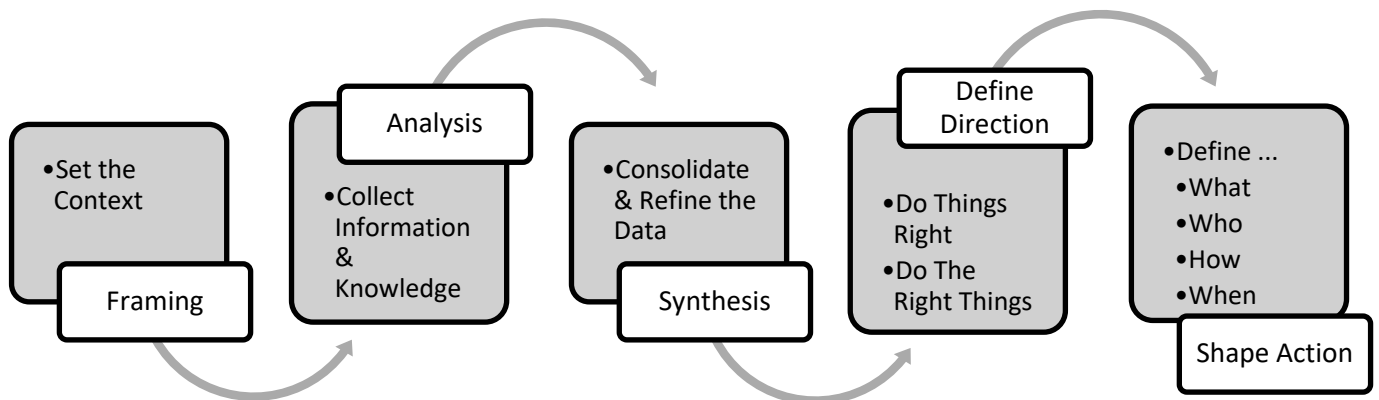 •Set the
Context
Framing
Analysis
•Collect
Information
&
Knowledge
•Consolidate
& Refine the
Data
Synthesis
Define
Direction
•Do Things
Right
•Do The
Right Things
•Define ...
•What
•Who
•How
•When
Shape Action